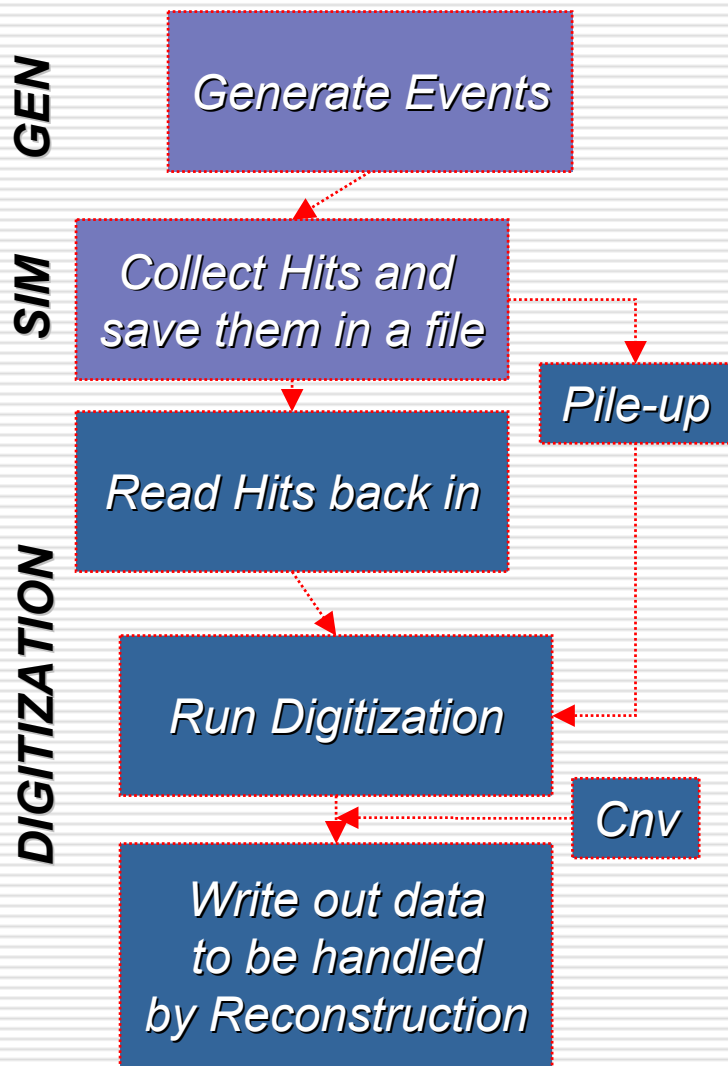 GEN
Generate Events
SIM
Collect Hits and
save them in a file
Pile-up
Read Hits back in
DIGITIZATION
Run Digitization
Cnv
Write out data
to be handled
by Reconstruction